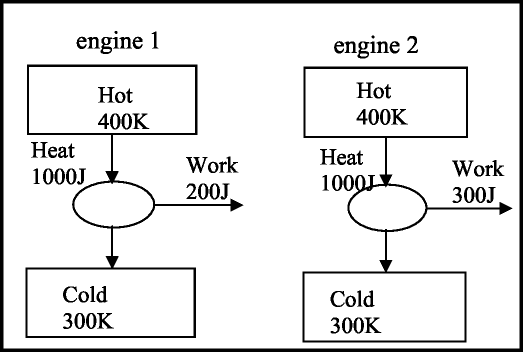 engine 1
Hot
400K
Heat
1000J
Work
200J
Cold
300K
engine 2
Hot
400K
Heat
1000J
Work
300J
Cold
300K